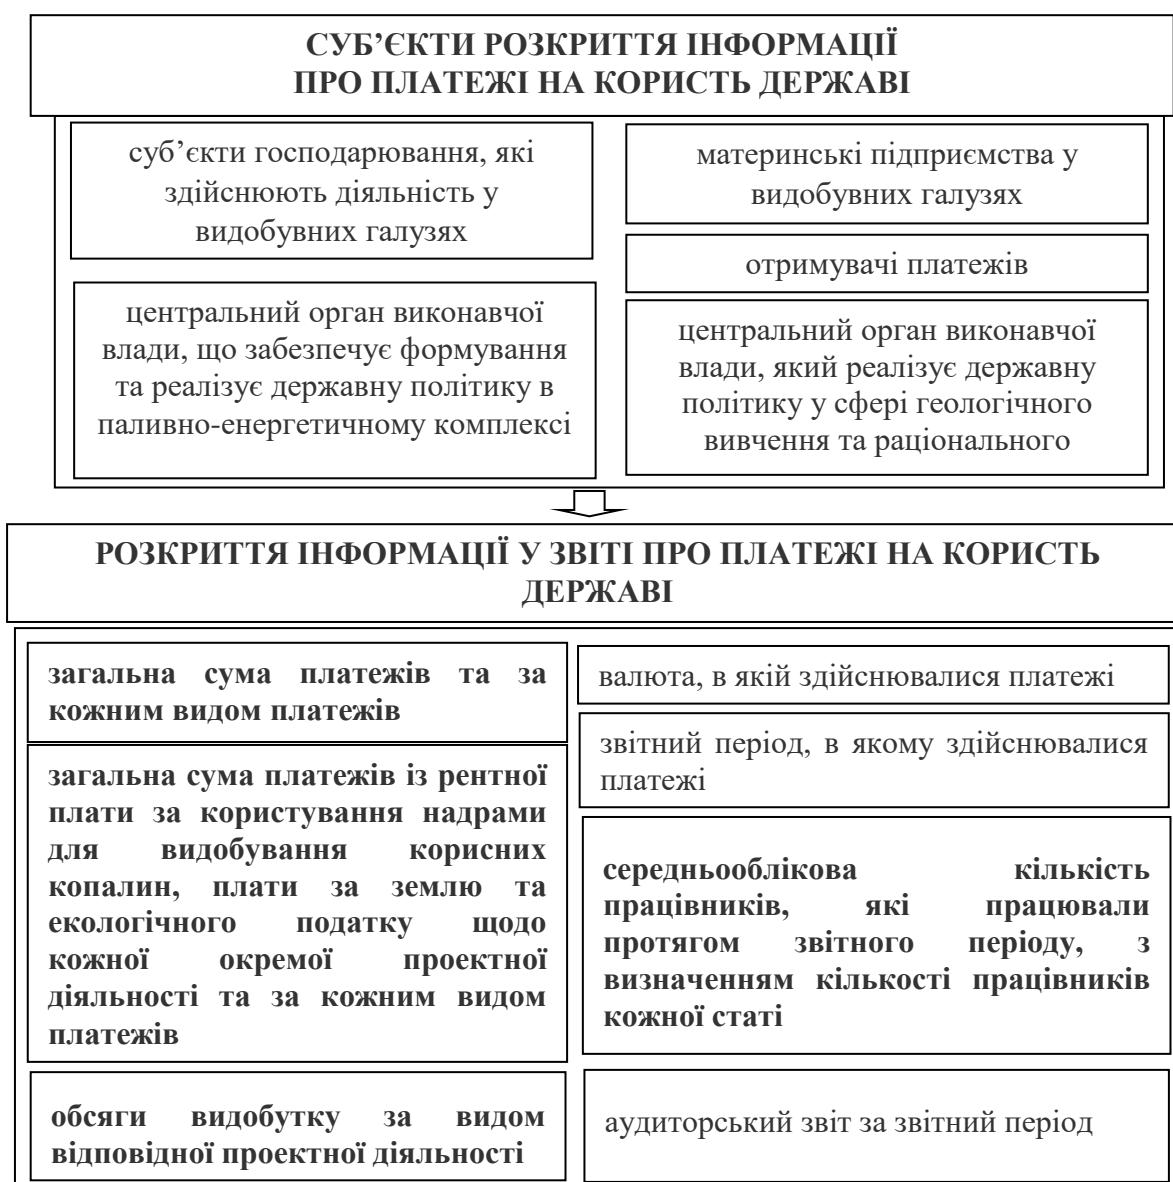 СУБ’ЄКТИ РОЗКРИТТЯ ІНФОРМАЦІЇ
ПРО ПЛАТЕЖІ НА КОРИСТЬ ДЕРЖАВІ
суб’єкти господарювання, які
здійснюють діяльність у
видобувних галузях
материнські підприємства у
видобувних галузях
отримувачі платежів
центральний орган виконавчої
влади, що забезпечує формування
та реалізує державну політику в
паливно-енергетичному комплексі
центральний орган виконавчої
влади, який реалізує державну
політику у сфері геологічного
вивчення та раціонального
РОЗКРИТТЯ ІНФОРМАЦІЇ У ЗВІТІ ПРО ПЛАТЕЖІ НА КОРИСТЬ
ДЕРЖАВІ
загальна сума платежів та за
кожним видом платежів
загальна сума платежів із рентної
плати за користування надрами
для видобування корисних
копалин, плати за землю та
екологічного податку щодо
кожної окремої проектної
діяльності та за кожним видом
платежів
обсяги видобутку за видом
відповідної проектної діяльності
валюта, в якій здійснювалися платежі
звітний період, в якому здійснювалися
платежі
середньооблікова кількість
працівників, які працювали
протягом звітного періоду, з
визначенням кількості працівників
кожної статі
аудиторський звіт за звітний період